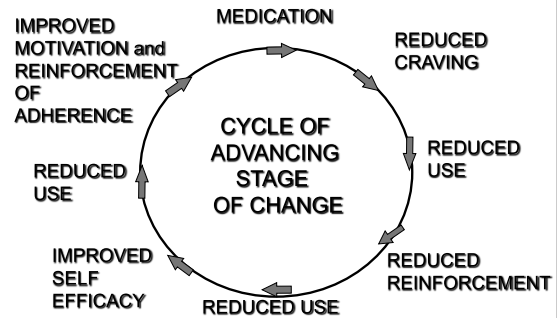 MEDICATION
REDUCED
CRAVING
REDUCED
USE
REDUCED
REINFORCEMENT
REDUCED USE
IMPROVED
SELF
EFFICACY
REDUCED
USE
IMPROVED
MOTIVATION and
REINFORCEMENT
OF
ADHERENCE
CYCLE OF
ADVANCING
STAGE
OF CHANGE